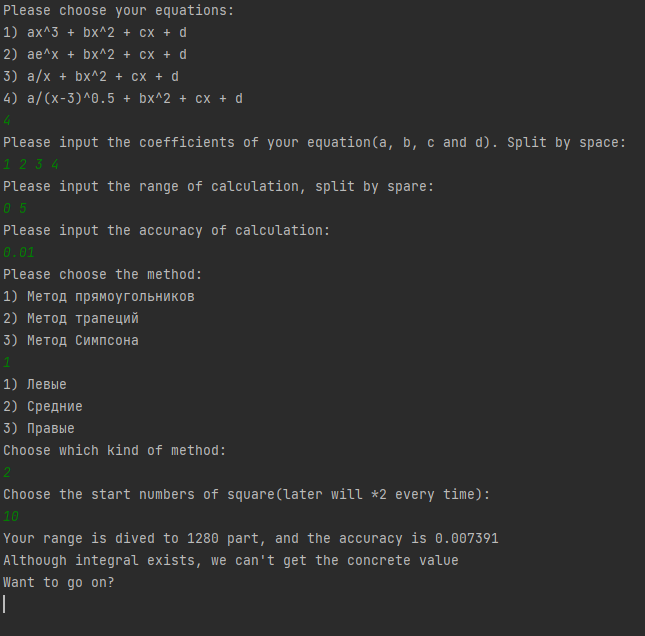 Please choose your equations:
1) ax^3 + bx^2 + cx + d
2) ae^x + bx^2 + cx + d
3) a/x + bx^2 + cx + d
4) a/(x-3)^0.5 + bx^2 + cx + d
4
Please input the coefficients of your equation(a, b, c and d). Split by space:
1 2 3 4
Please input the range of calculation, split by spare:
0 5
Please input the accuracy of calculation:
0.01
Please choose the method:
1) Метод прямоугольников
2) Метод трапеций
3) Метод Симпсона
1
1) Левые
2) Средние
3) Правые
Choose which kind of method:
2
Choose the start numbers of square(later will *2 every time):
10
Your range is dived to 1280 part, and the accuracy is 0.007391
Although integral exists, we can't get the concrete value
Want to go on?